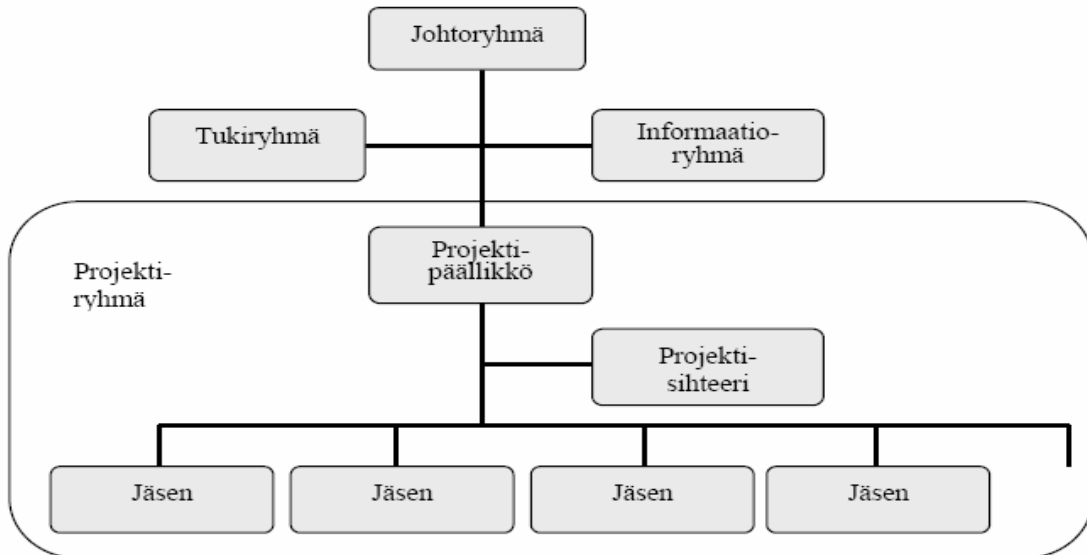 Johtoryhmä
Tukiryhmä
Informaatio-
ryhmä
Projekti-
ryhmä
Projekti-
päällikkö
Projekti-
sihteeri
Jäsen
Jäsen
Jäsen
Jäsen